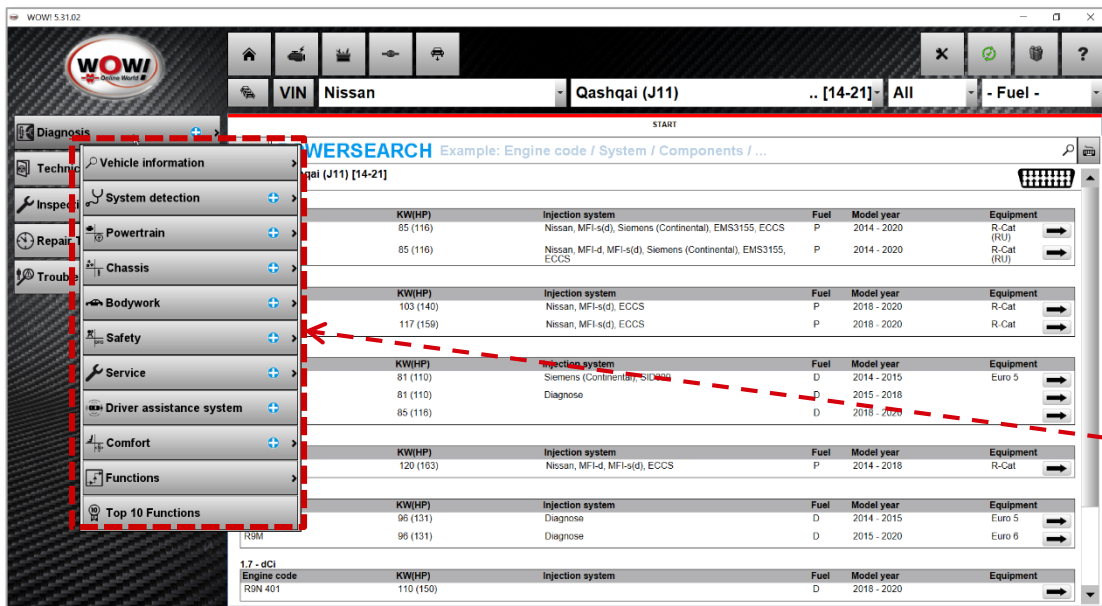 WOW! 5.31.02
WOW!
Online World
VIN Nissan Qashqai (J11) .. [14-21] All - Fuel -
START
Diagnosis
Technic
Inspecti
Repair T
Trouble
Vehicle information
System detection
Powertrain
Chassis
Bodywork
Safety
Service
Driver assistance system
Comfort
Functions
Top 10 Functions
WERSEARCH Example: Engine code / System / Components / ...
qai (J11) [14-21]
KW(HP) Injection system Fuel Model year Equipment
85 (116) Nissan, MFI-s(d), Siemens (Continental), EMS3155, ECCS P 2014 - 2020 R-Cat
(RU)
85 (116) Nissan, MFI-d, MFI-s(d), Siemens (Continental), EMS3155, P 2014 - 2020 R-Cat
ECCS (RU)
KW(HP) Injection system Fuel Model year Equipment
103 (140) Nissan, MFI-s(d), ECCS P 2018 - 2020 R-Cat
117 (159) Nissan, MFI-s(d), ECCS P 2018 - 2020 R-Cat
KW(HP) Injection system Fuel Model year Equipment
81 (110) Siemens (Continental), D 2014 - 2015 Euro 5
81 (110) Diagnose D 2015 - 2018
85 (116) D 2018 - 2020
KW(HP) Injection system Fuel Model year Equipment
120 (163) Nissan, MFI-d, MFI-s(d), ECCS P 2014 - 2018 R-Cat
KW(HP) Injection system Fuel Model year Equipment
96 (131) Diagnose D 2014 - 2015 Euro 5
R9M 96 (131) Diagnose D 2015 - 2020 Euro 6
1.7 - dCi
Engine code KW(HP) Injection system Fuel Model year Equipment
R9N 401 110 (150) D 2018 - 2020